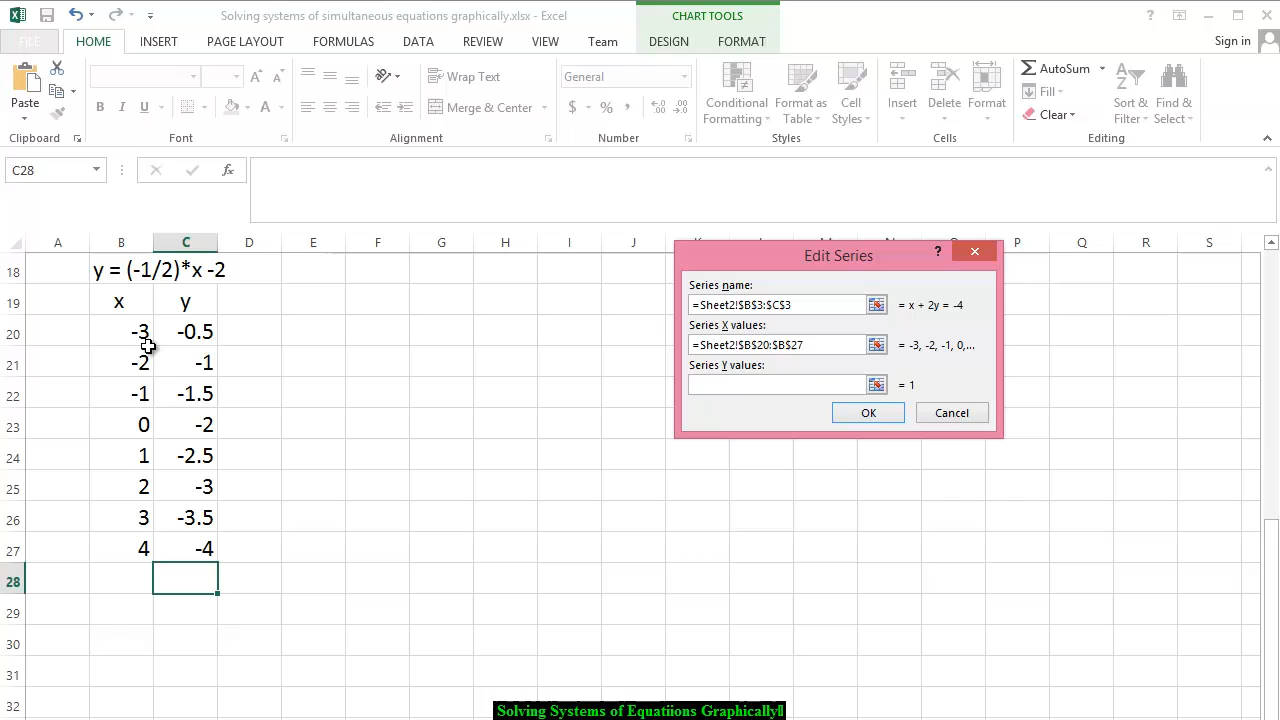 Solving systems of simultaneous equations graphically.xlsx - Excel
CHART TOOLS
?
FILE HOME INSERT PAGE LAYOUT FORMULAS DATA REVIEW VIEW Team DESIGN FORMAT Sign in
Paste
Wrap Text
Merge & Center
General
$ % ,
Conditional Formatting
Format as Table
Cell Styles
Insert
Delete
Format
AutoSum
Fill
Clear
Sort & Filter
Find & Select
Clipboard Font Alignment Number Styles Cells Editing
C28
fx
A B C D E F G H I J P Q R S
18 y = (-1/2)*x -2
19 x y
20 -3 -0.5
21 -2 -1
22 -1 -1.5
23 0 -2
24 1 -2.5
25 2 -3
26 3 -3.5
27 4 -4
28
29
30
31
32
Edit Series ?
Series name:
=Sheet2!$B$3:$C$3 = x + 2y = -4
Series X values:
=Sheet2!$B$20:$B$27 = -3, -2, -1, 0,...
Series Y values:
= 1
OK Cancel
Solving Systems of Equatiions Graphically